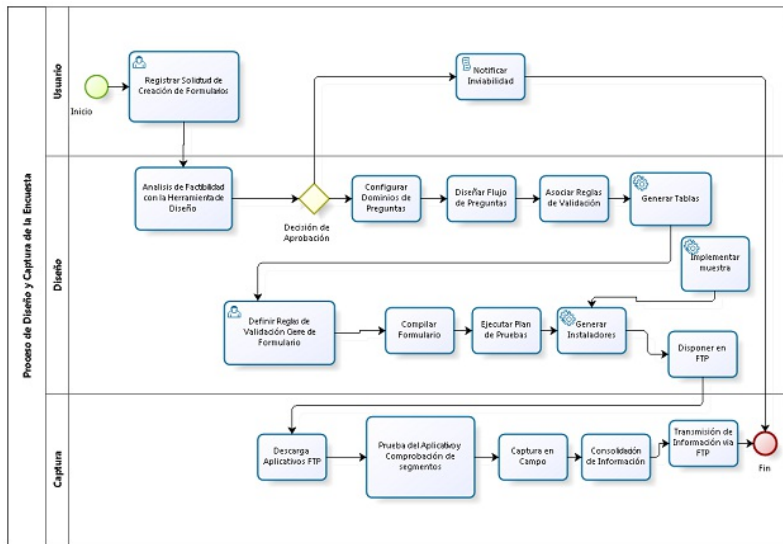 Proceso de Diseño y Captura de la Encuesta
Usuario
Inicio
Registrar Solicitud de
Creación de Formularios
Notificar
Inviabilidad
Diseño
Analisis de Factibilidad
con la Herramienta de
Diseño
Decisión de
Aprobación
Configurar
Dominios de
Preguntas
Diseñar Flujo
de Preguntas
Asociar Reglas
de Validación
Generar Tablas
Implementar
muestra
Definir Reglas de
Validación Cierre de
Formulario
Compilar
Formulario
Ejecutar Plan
de Pruebas
Generar
Instaladores
Disponer en
FTP
Captura
Descarga
Aplicativos FTP
Prueba del Aplicativo y
Comprobación de
segmentos
Captura en
Campo
Consolidación
de Información
Transmisión de
Información via
FTP
Fin